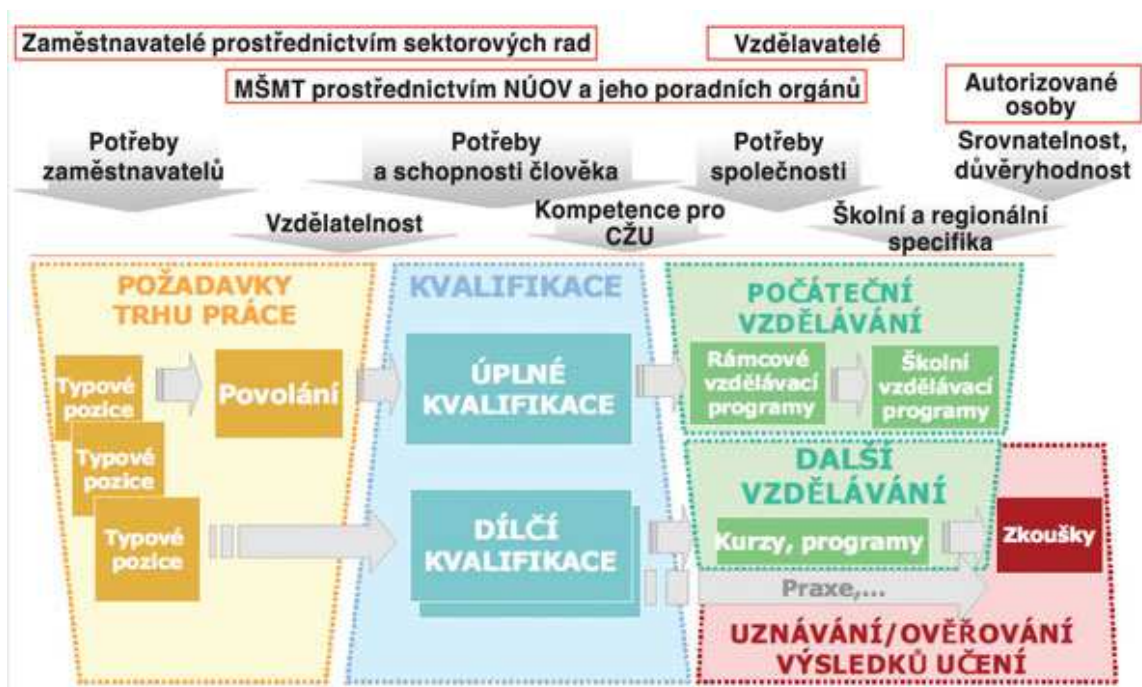 Zaměstnavatelé prostřednictvím sektorových rad
Vzdělavatelé
MŠMT prostřednictvím NÚOV a jeho poradních orgánů
Autorizované
osoby
Potřeby
zaměstnavatelů
Potřeby
a schopnosti člověka
Potřeby
společnosti
Srovnatelnost,
důvěryhodnost
Vzdělatelnost
Kompetence pro
CŽU
Školní a regionální
specifika
POŽADAVKY
TRHU PRÁCE
KVALIFIKACE
POČÁTEČNÍ
VZDĚLÁVÁNÍ
Typové
pozice
Povolání
ÚPLNÉ
KVALIFIKACE
Rámcové
vzdělávací
programy
Školní
vzdělávací
programy
Typové
pozice
Typové
pozice
DÍLČÍ
KVALIFIKACE
DALŠÍ
VZDĚLÁVÁNÍ
Kurzy, programy
Zkoušky
Praxe,...
UZNÁVÁNÍ/OVĚŘOVÁNÍ
VÝSLEDKŮ UČENÍ